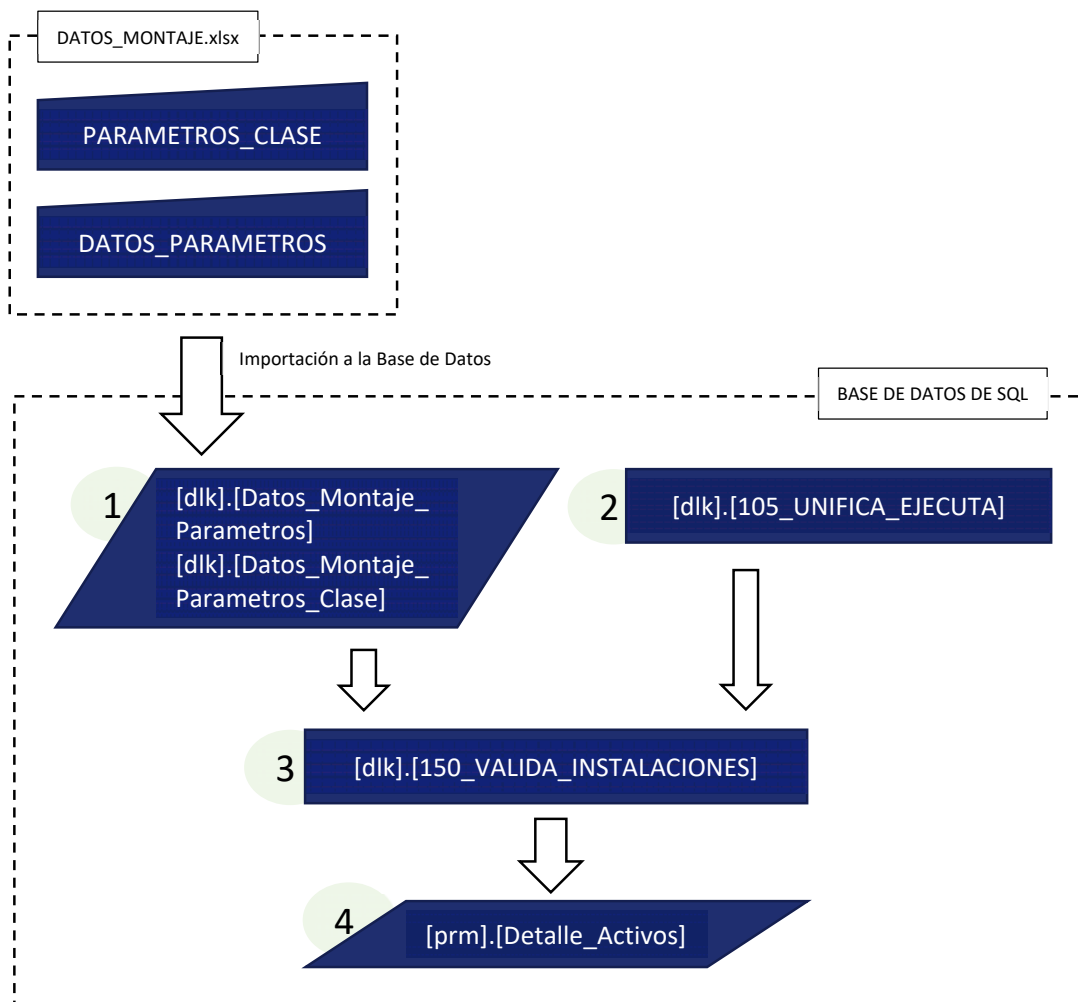 DATOS_MONTAJE.xlsx
PARAMETROS_CLASE
DATOS_PARAMETROS
Importación a la Base de Datos
BASE DE DATOS DE SQL
1
[dlk].[Datos_Montaje_
Parametros]
[dlk].[Datos_Montaje_
Parametros_Clase]
2
[dlk].[105_UNIFICA_EJECUTA]
3
[dlk].[150_VALIDA_INSTALACIONES]
4
[prm].[Detalle_Activos]